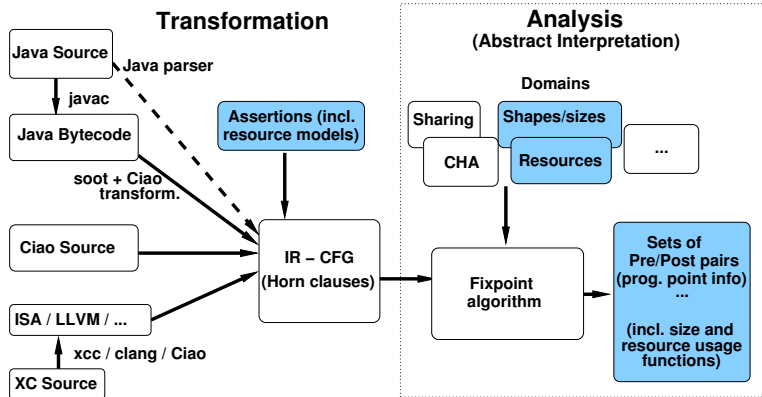 Transformation
Java Source
Java parser
javac
Java Bytecode
Assertions (incl.
resource models)
soot + Ciao
transform.
Ciao Source
IR – CFG
(Horn clauses)
ISA / LLVM / ...
xcc / clang / Ciao
XC Source
Analysis
(Abstract Interpretation)
Domains
Sharing
Shapes/sizes
CHA
Resources
...
Fixpoint
algorithm
Sets of
Pre/Post pairs
(prog. point info)
...
(incl. size and
resource usage
functions)